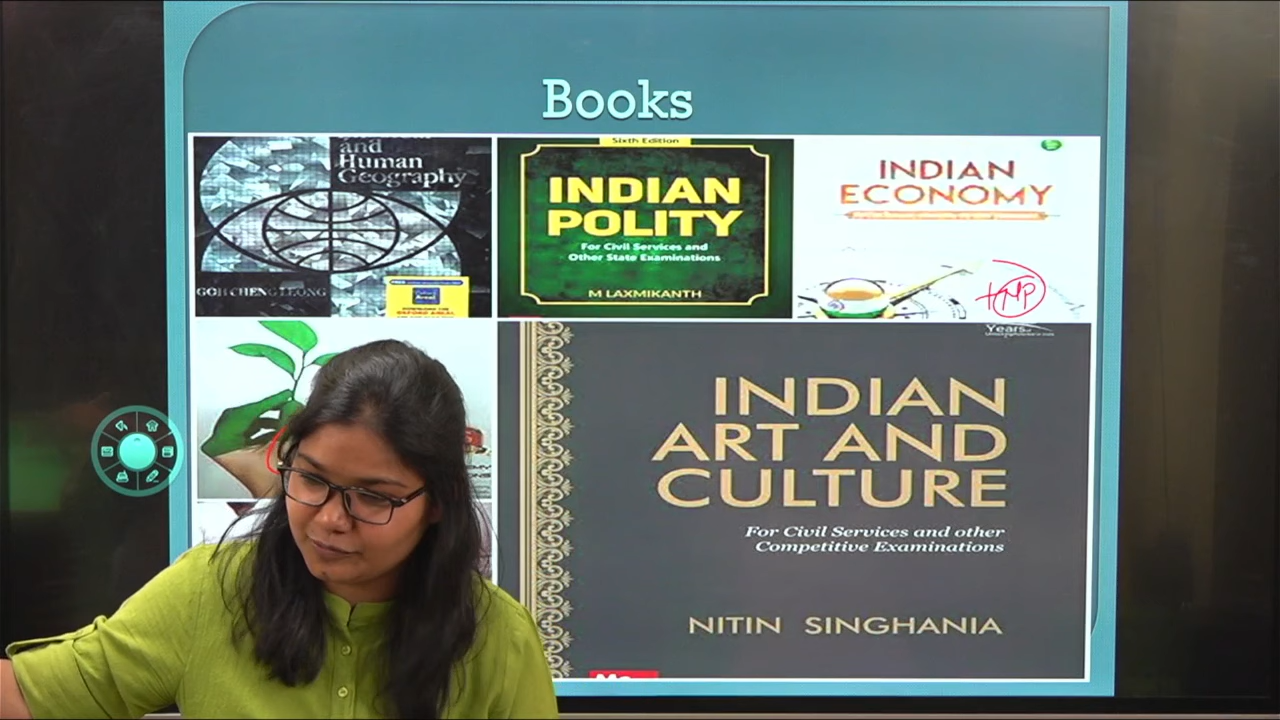 Books
and
Human
Geography
GOH CHENG LEONG
Sixth Edition
INDIAN
POLITY
For Civil Services and
Other State Examinations
M LAXMIKANTH
INDIAN
ECONOMY
Years
INDIAN
ART AND
CULTURE
For Civil Services and other
Competitive Examinations
NITIN SINGHANIA